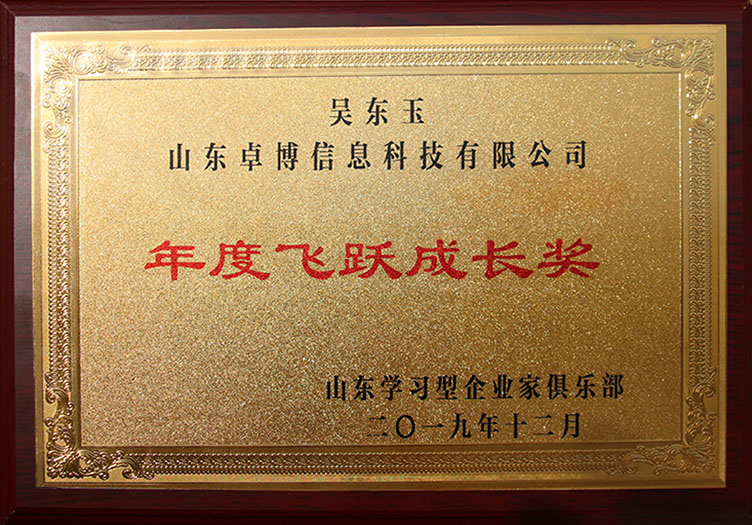 吴东玉
山东卓博信息科技有限公司
年度飞跃成长奖
山东学习型企业家俱乐部
二〇一九年十二月